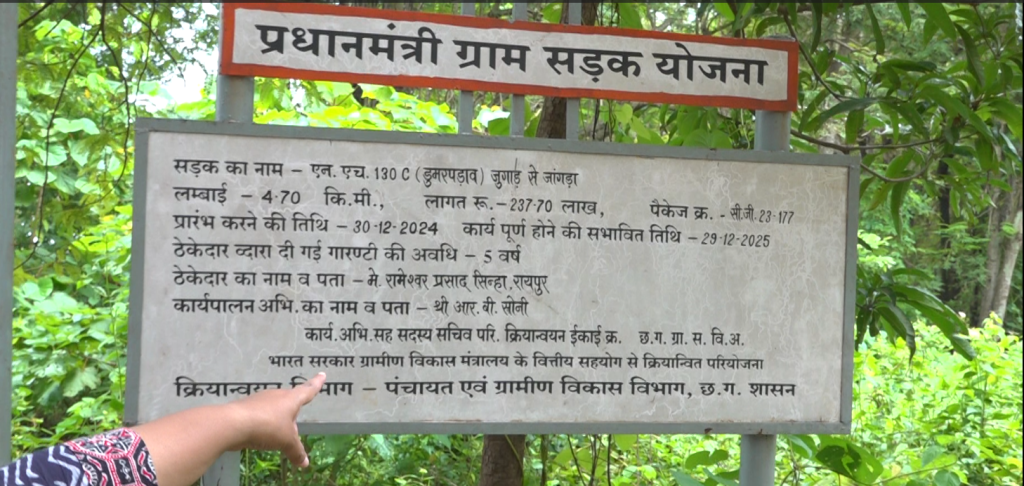 प्रधानमंत्री ग्राम सड़क योजना
सड़क का नाम – एन. एच. 130 C (डुमरपड़ाव) जुगाड़ से जांगड़ा
लम्बाई – 4.70 कि.मी., लागत रू.– 237.70 लाख, पैकेज क्र. – सी.जी. 23-177
प्रारंभ करने की तिथि – 30-12-2024 कार्य पूर्ण होने की सभावित तिथि – 29-12-2025
ठेकेदार व्दारा दी गई गारण्टी की अवधि – 5 वर्ष
ठेकेदार का नाम व पता – मे. रामेश्वर प्रसाद सिन्हा, रायपुर
कार्यपालन अभि. का नाम व पता – श्री आर. बी. सोनी
कार्य. अभि. सह सदस्य सचिव परि. क्रियान्वयन ईकाई क्र. छ.ग. ग्रा. स. वि.अ.
भारत सरकार ग्रामीण विकास मंत्रालय के वित्तीय सहयोग से क्रियान्वित परियोजना
क्रियान्वयन विभाग – पंचायत एवं ग्रामीण विकास विभाग, छ.ग. शासन